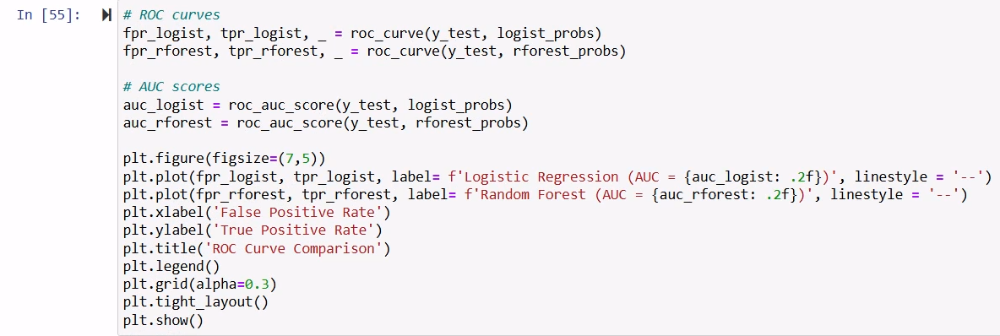 In [55]:
# ROC curves
fpr_logist, tpr_logist, _ = roc_curve(y_test, logist_probs)
fpr_rforest, tpr_rforest, _ = roc_curve(y_test, rforest_probs)
# AUC scores
auc_logist = roc_auc_score(y_test, logist_probs)
auc_rforest = roc_auc_score(y_test, rforest_probs)
plt.figure(figsize=(7,5))
plt.plot(fpr_logist, tpr_logist, label= f'Logistic Regression (AUC = {auc_logist: .2f})', linestyle = '--')
plt.plot(fpr_rforest, tpr_rforest, label= f'Random Forest (AUC = {auc_rforest: .2f})', linestyle = '--')
plt.xlabel('False Positive Rate')
plt.ylabel('True Positive Rate')
plt.title('ROC Curve Comparison')
plt.legend()
plt.grid(alpha=0.3)
plt.tight_layout()
plt.show()